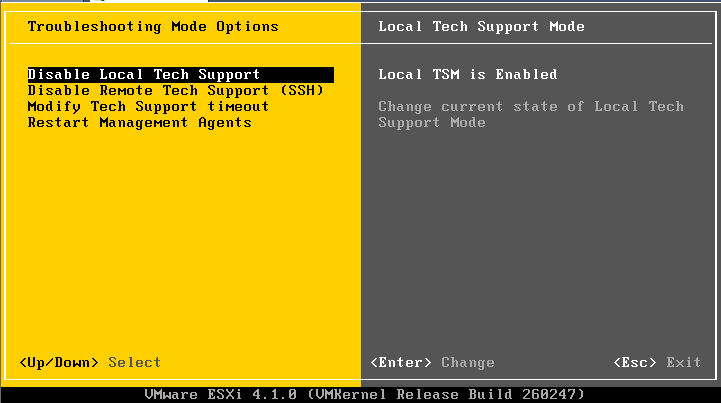 Troubleshooting Mode Options
Disable Local Tech Support
Disable Remote Tech Support (SSH)
Modify Tech Support timeout
Restart Management Agents
Local Tech Support Mode
Local TSM is Enabled
Change current state of Local Tech
Support Mode
<Up/Down> Select
<Enter> Change
<Esc> Exit
VMware ESXi 4.1.0 (VMKernel Release Build 260247)